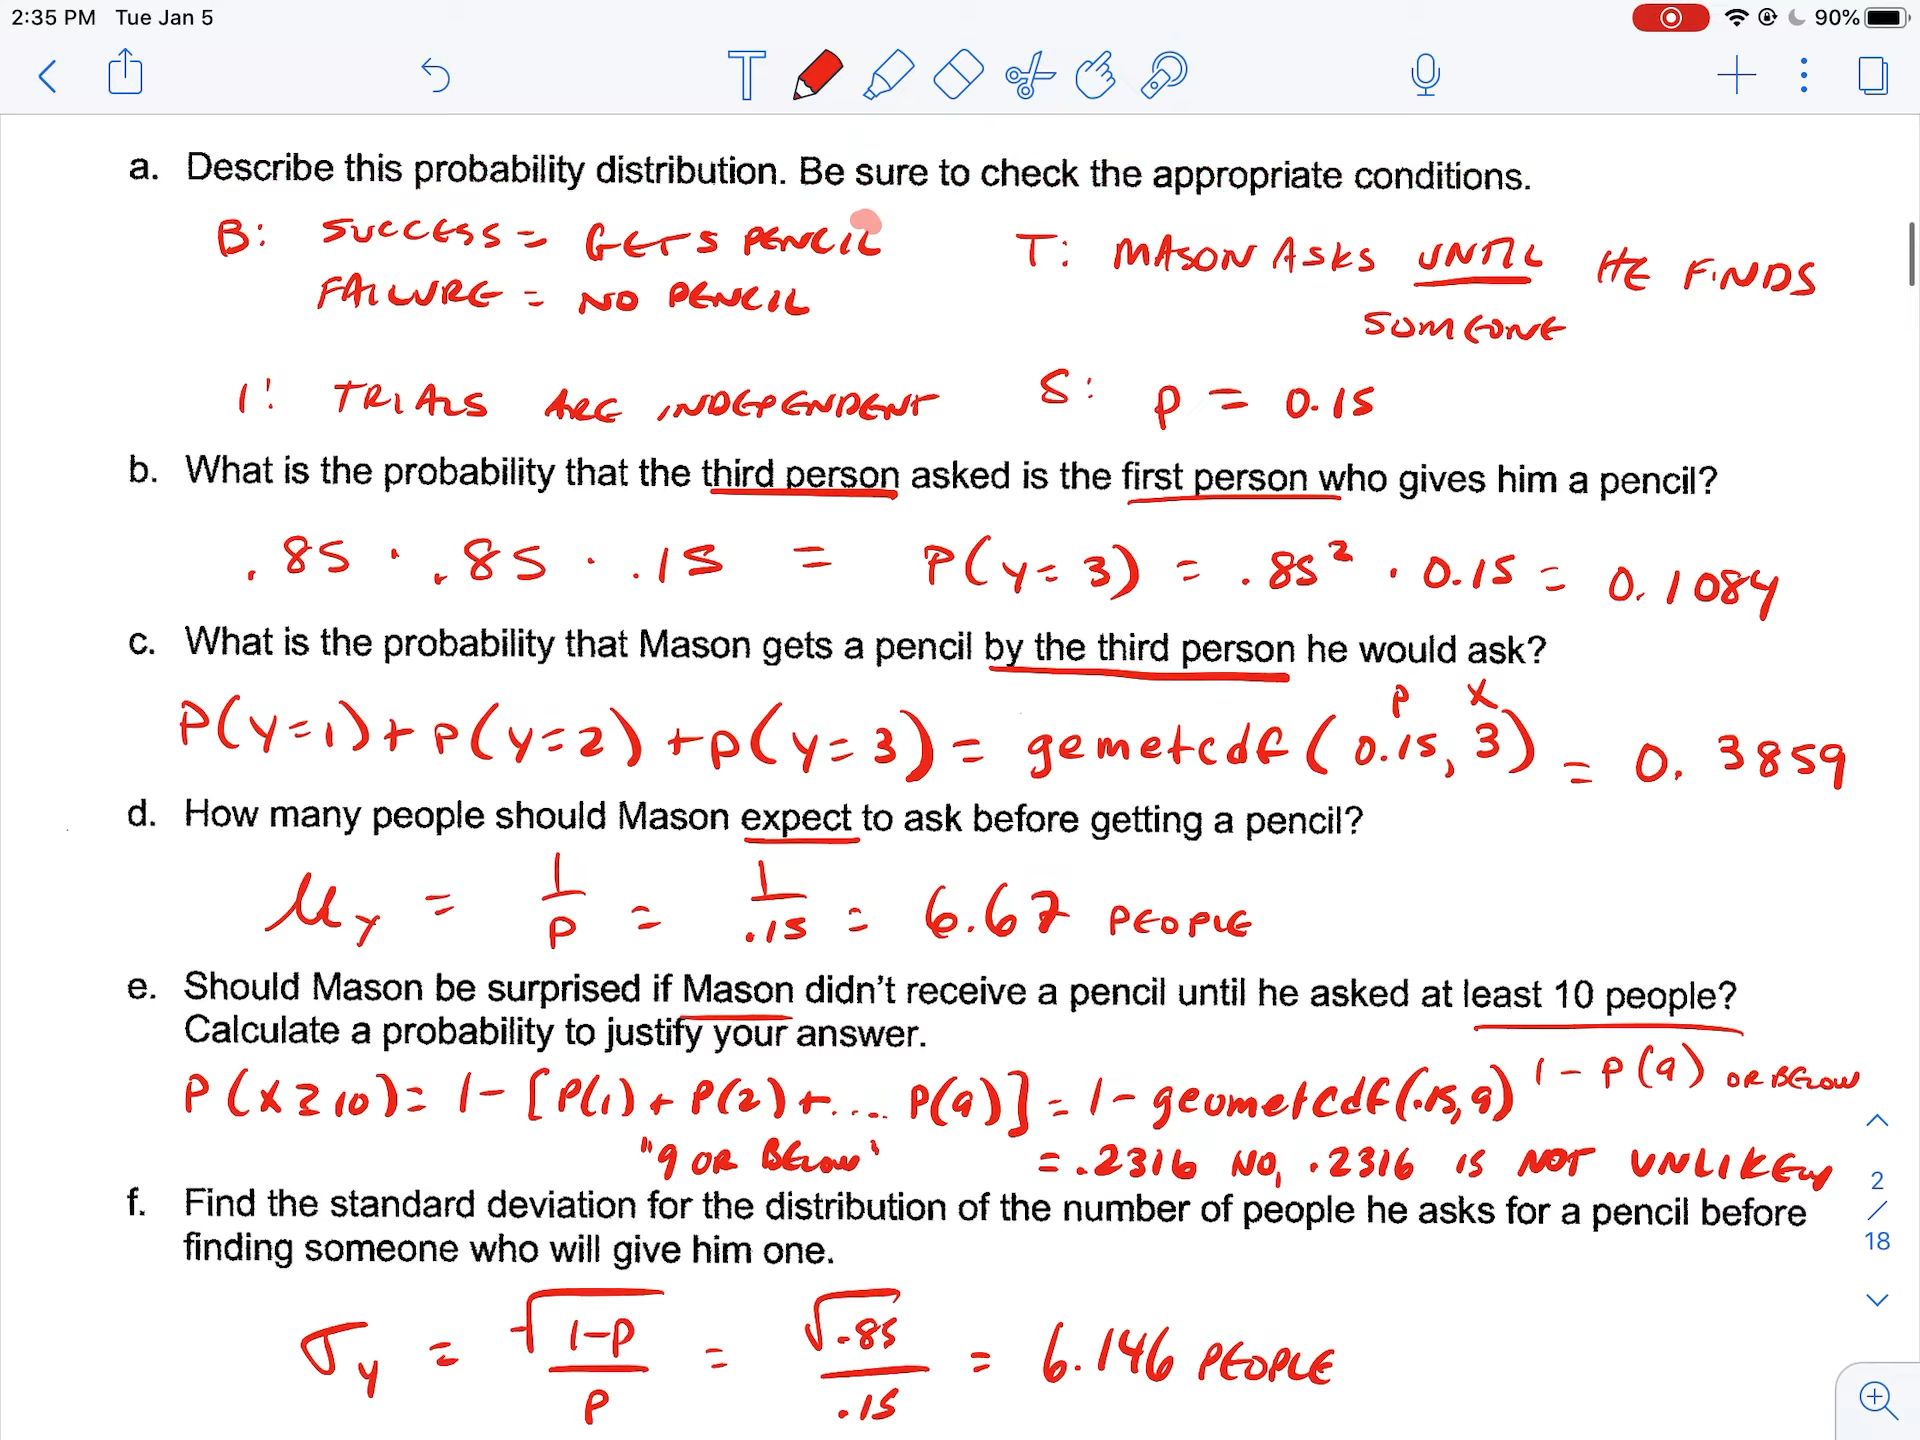 2:35 PM Tue Jan 5
90%
T
a. Describe this probability distribution. Be sure to check the appropriate conditions.
B: SUCCESS = GETS PENCIL
FAILURE = NO PENCIL
T: MASON ASKS UNTIL HE FINDS
SOMEONE
I: TRIALS ARE INDEPENDENT
S: p = 0.15
b. What is the probability that the third person asked is the first person who gives him a pencil?
.85 · .85 · .15 = P(Y=3) = .85² · 0.15 = 0.1084
c. What is the probability that Mason gets a pencil by the third person he would ask?
p x
P(Y=1)+P(Y=2)+P(Y=3) = gemetcdf(0.15, 3) = 0.3859
d. How many people should Mason expect to ask before getting a pencil?
μY = 1/p = 1/.15 = 6.67 PEOPLE
e. Should Mason be surprised if Mason didn't receive a pencil until he asked at least 10 people?
Calculate a probability to justify your answer.
1 - P(9) OR BELOW
P(X≥10) = 1 - [P(1) + P(2) + .... P(9)] = 1 - geometcdf(.15, 9)
"9 OR BELOW"
= .2316 NO, .2316 IS NOT UNLIKELY
f. Find the standard deviation for the distribution of the number of people he asks for a pencil before
finding someone who will give him one.
σY = √1-p / p = √.85 / .15 = 6.146 PEOPLE
2
/
18